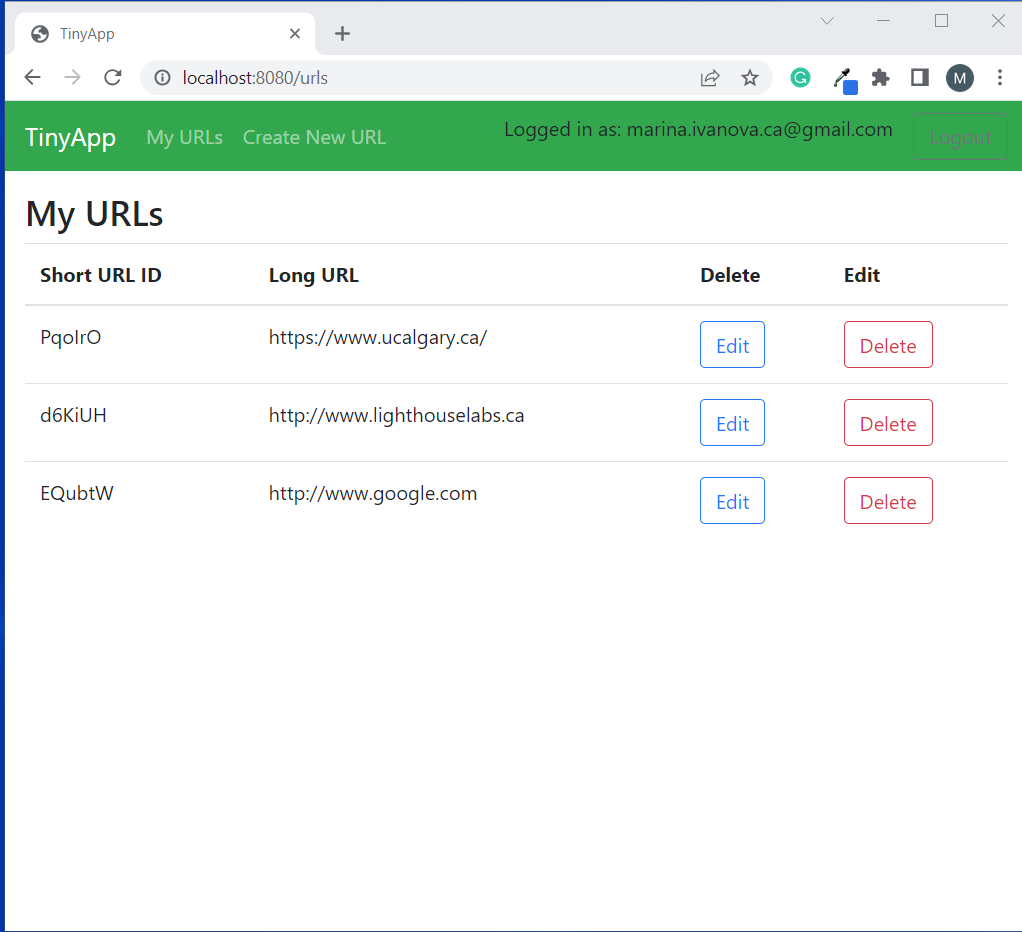 TinyApp
localhost:8080/urls
M
TinyApp My URLs Create New URL Logged in as: marina.ivanova.ca@gmail.com Logout
My URLs
Short URL ID Long URL Delete Edit
PqoIrO https://www.ucalgary.ca/ Edit Delete
d6KiUH http://www.lighthouselabs.ca Edit Delete
EQubtW http://www.google.com Edit Delete